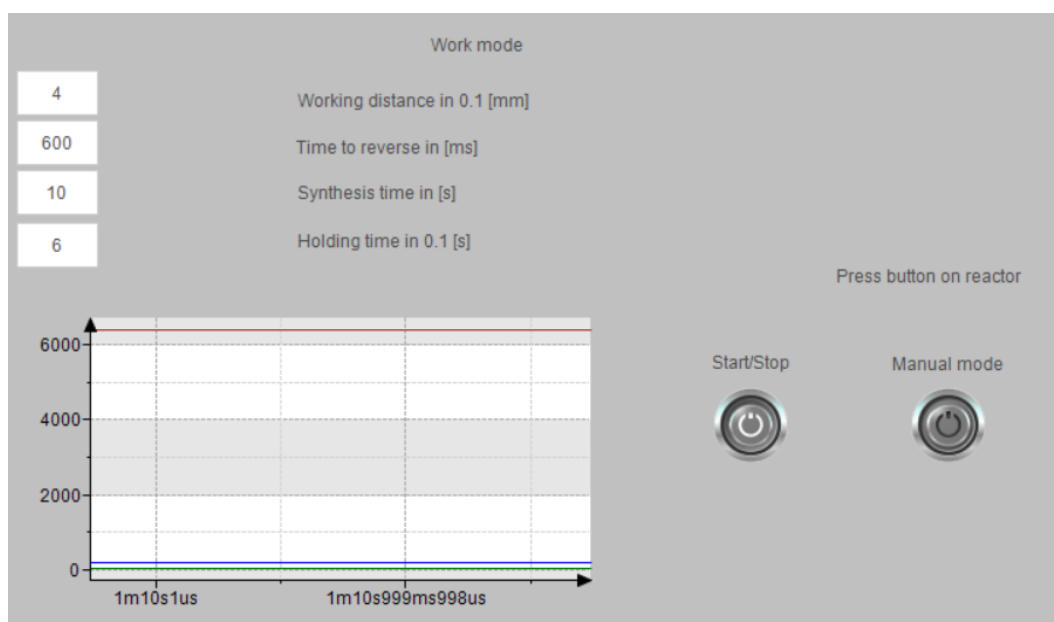 Work mode
4 Working distance in 0.1 [mm]
600 Time to reverse in [ms]
10 Synthesis time in [s]
6 Holding time in 0.1 [s]
Press button on reactor
Start/Stop Manual mode
6000
4000
2000
0
1m10s1us 1m10s999ms998us